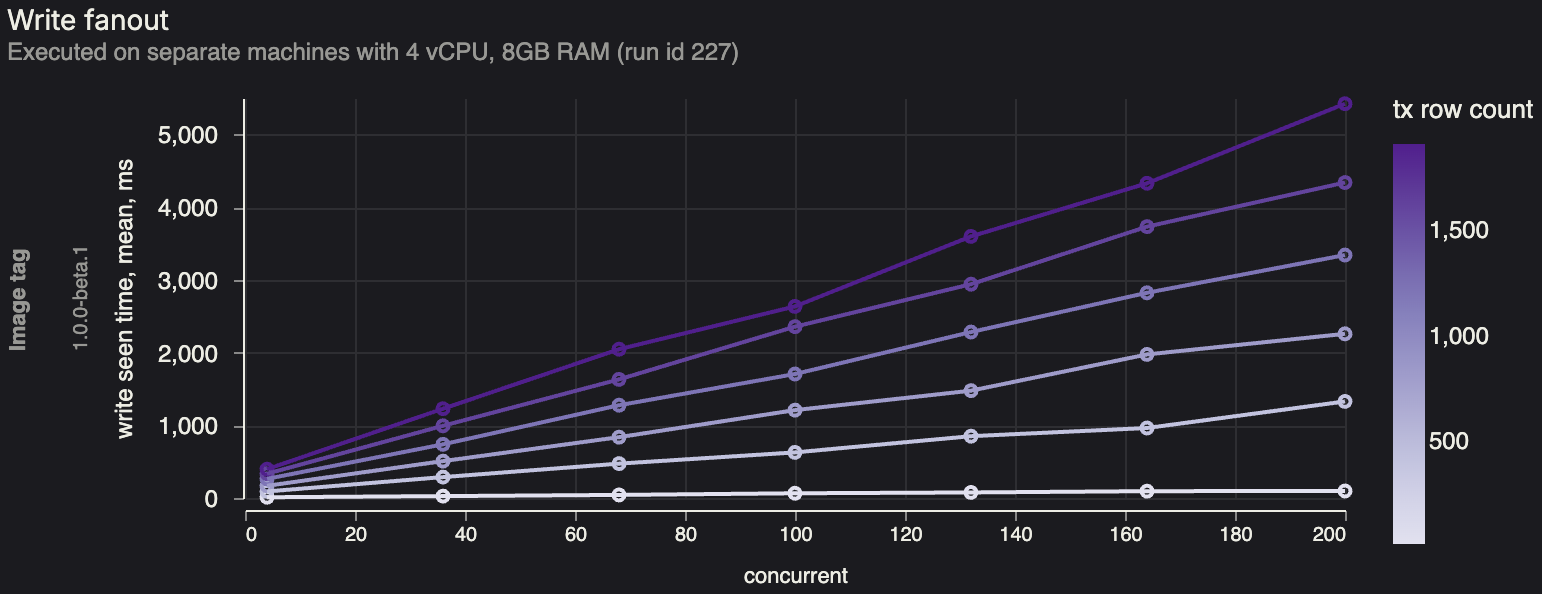 Write fanout
Executed on separate machines with 4 vCPU, 8GB RAM (run id 227)
tx row count
Image tag
1.0.0-beta.1
write seen time, mean, ms
5,000
4,000
3,000
2,000
1,000
0
1,500
1,000
500
0 20 40 60 80 100 120 140 160 180 200
concurrent